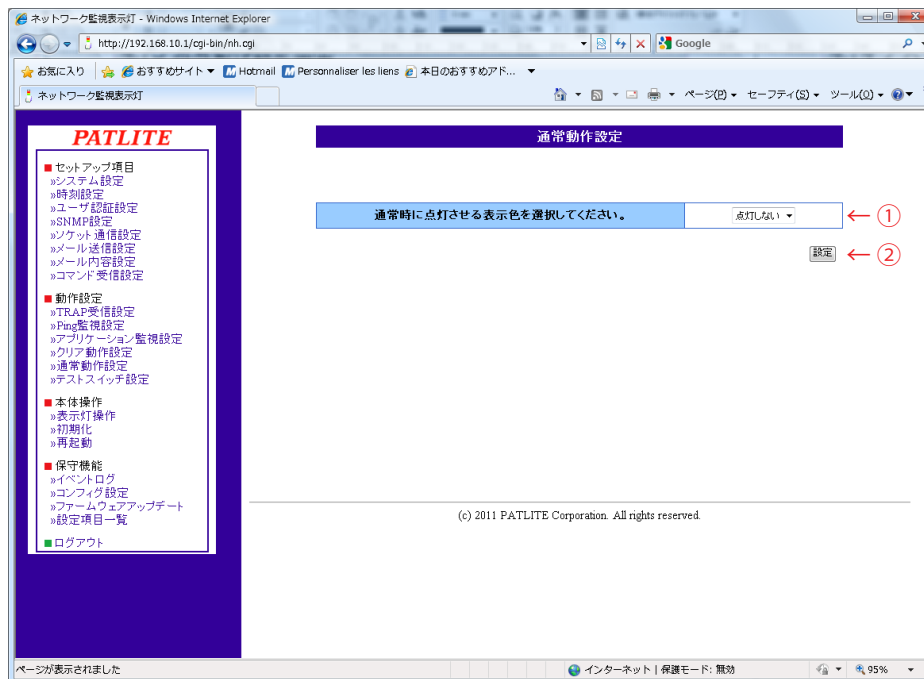 ネットワーク監視表示灯 - Windows Internet Explorer
http://192.168.10.1/cgi-bin/nh.cgi
Google
お気に入り おすすめサイト ▼ Hotmail Personnaliser les liens 本日のおすすめアド... ▼
ネットワーク監視表示灯
ページ(P) セーフティ(S) ツール(O)
PATLITE
■ セットアップ項目
»システム設定
»時刻設定
»ユーザ認証設定
»SNMP設定
»ソケット通信設定
»メール送信設定
»メール内容設定
»コマンド受信設定
■ 動作設定
»TRAP受信設定
»Ping監視設定
»アプリケーション監視設定
»クリア動作設定
»通常動作設定
»テストスイッチ設定
■ 本体操作
»表示灯操作
»初期化
»再起動
■ 保守機能
»イベントログ
»コンフィグ設定
»ファームウェアアップデート
»設定項目一覧
■ログアウト
通常動作設定
通常時に点灯させる表示色を選択してください。 点灯しない ← ①
設定 ← ②
(c) 2011 PATLITE Corporation. All rights reserved.
ページが表示されました インターネット | 保護モード: 無効 95%